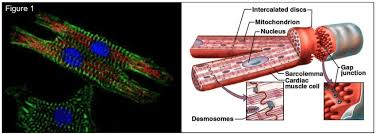 Figure 1
Intercalated discs
Mitochondrion
Nucleus
Gap
junction
Sarcolemma
Cardiac
muscle cell
Desmosomes